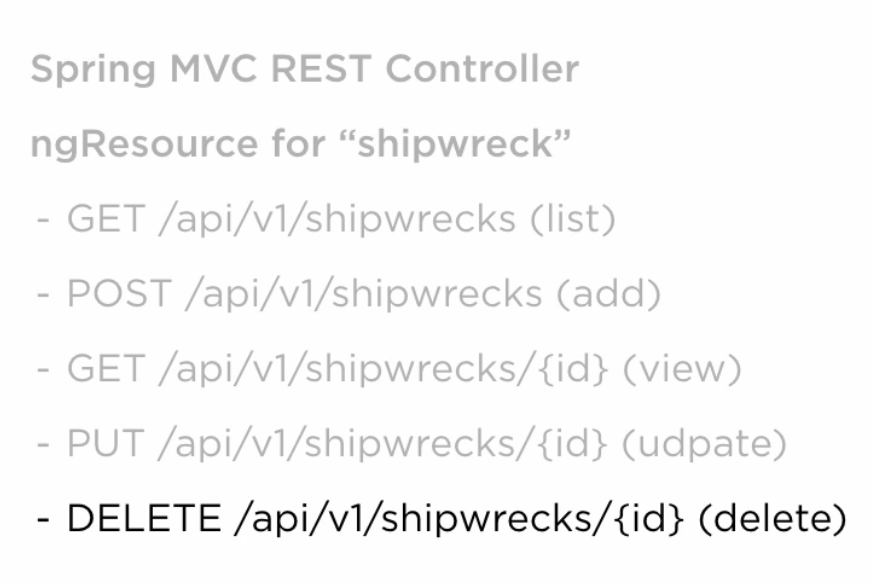 Spring MVC REST Controller
ngResource for “shipwreck”
- GET /api/v1/shipwrecks (list)
- POST /api/v1/shipwrecks (add)
- GET /api/v1/shipwrecks/{id} (view)
- PUT /api/v1/shipwrecks/{id} (udpate)
- DELETE /api/v1/shipwrecks/{id} (delete)